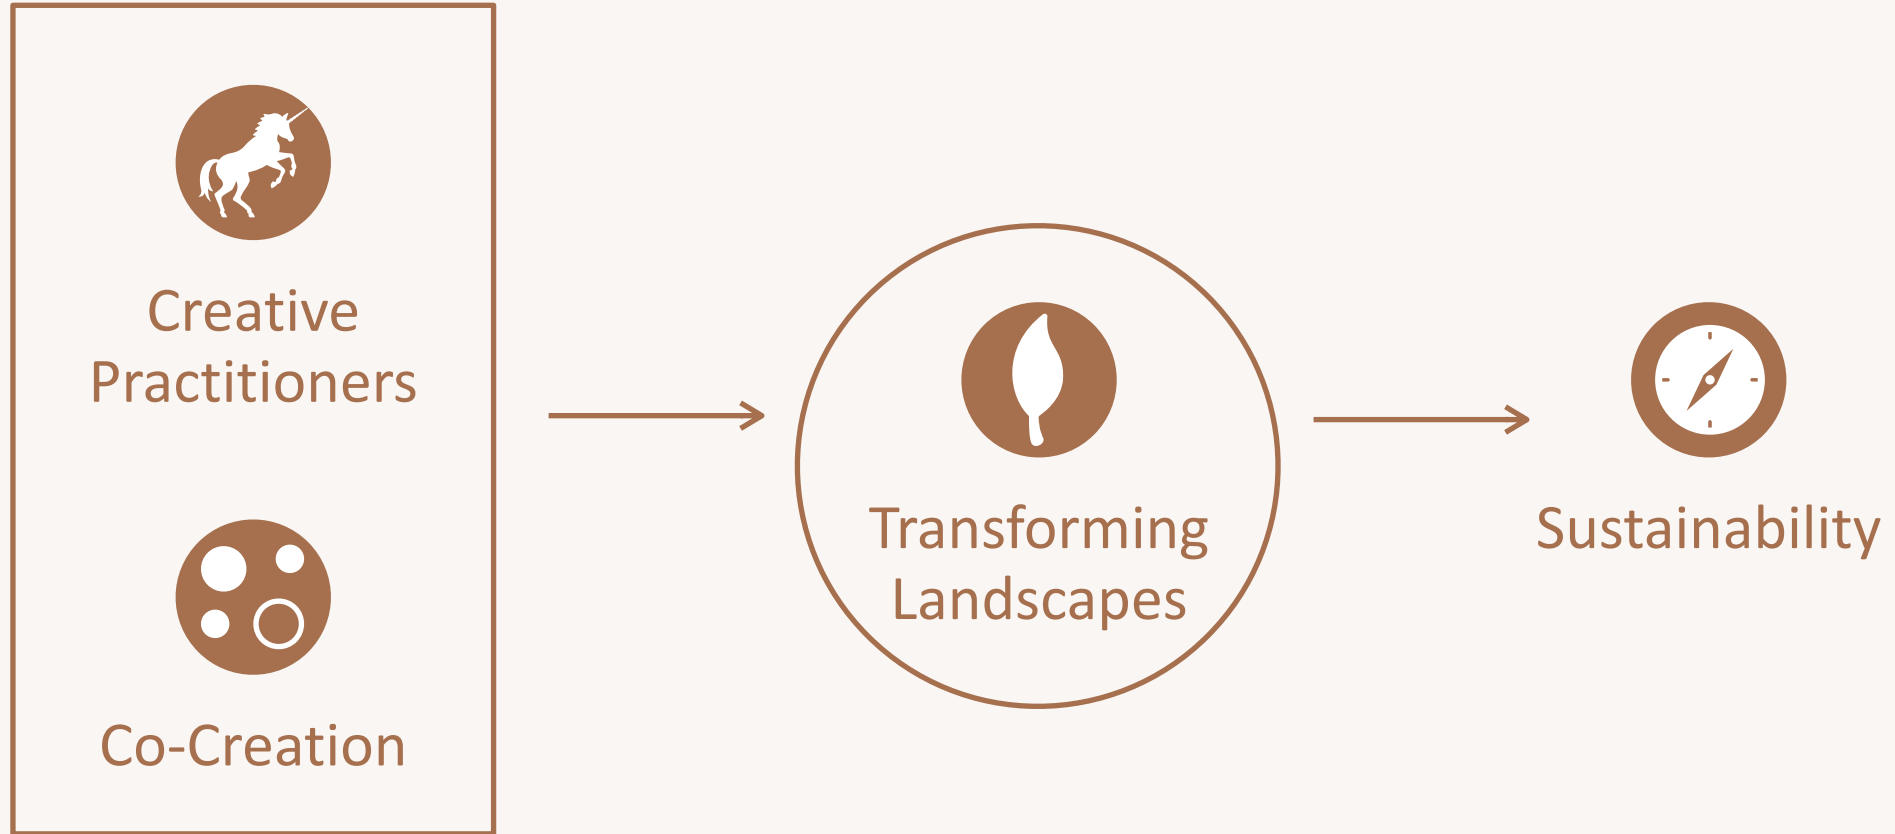 Creative
Practitioners
Co-Creation
Transforming
Landscapes
Sustainability